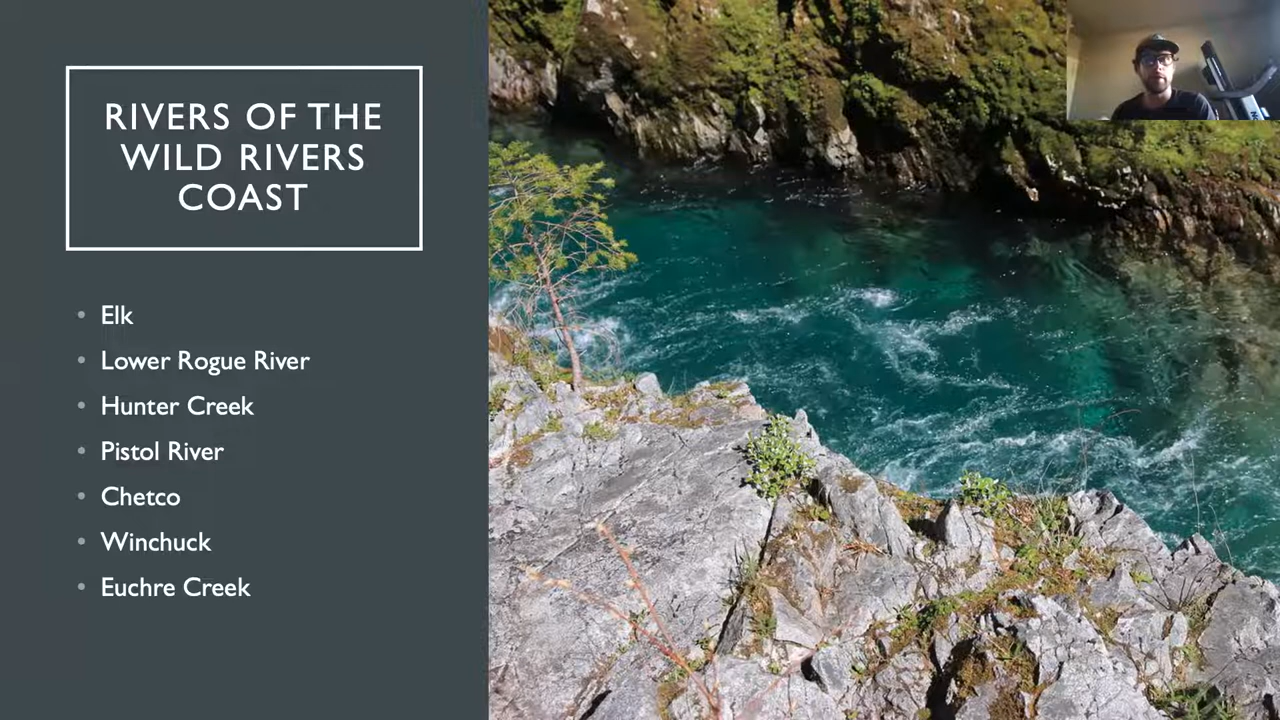 RIVERS OF THE
WILD RIVERS
COAST
Elk
Lower Rogue River
Hunter Creek
Pistol River
Chetco
Winchuck
Euchre Creek